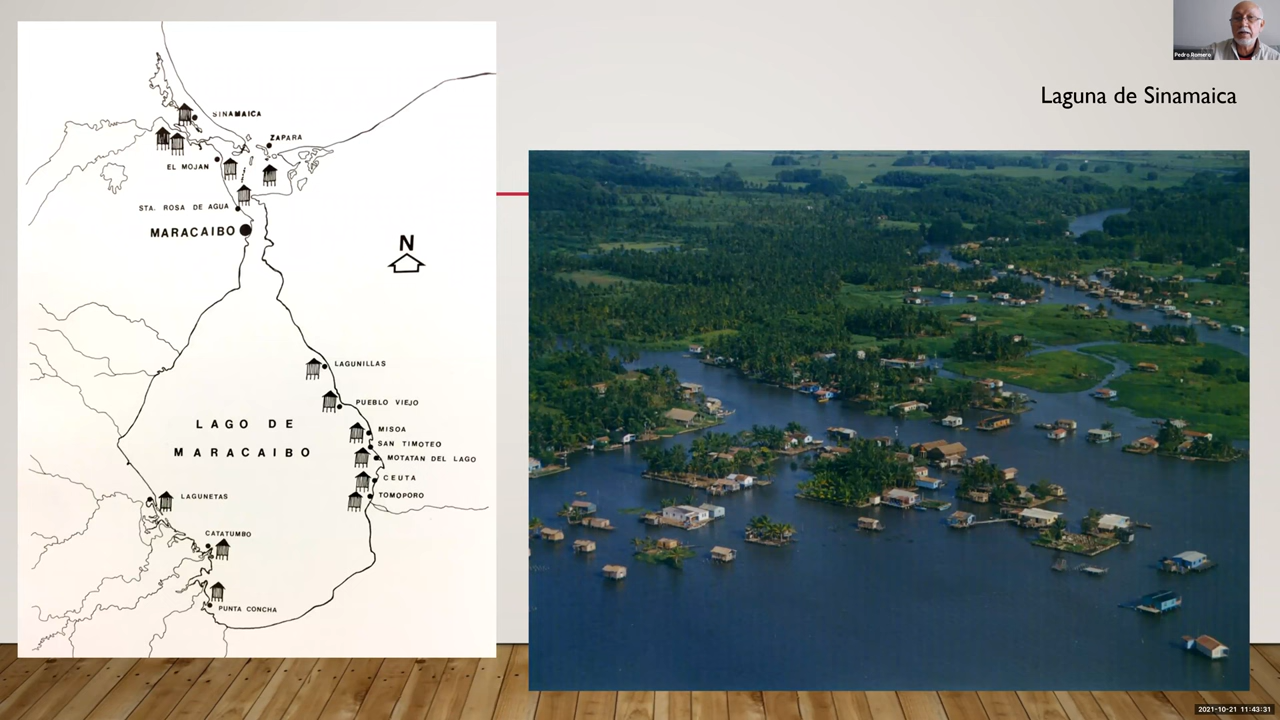 Pedro Romero
Laguna de Sinamaica
SINAMAICA
ZAPARA
EL MOJAN
STA. ROSA DE AGUA
MARACAIBO
N
LAGUNILLAS
PUEBLO VIEJO
LAGO DE
MARACAIBO
MISOA
SAN TIMOTEO
MOTATAN DEL LAGO
CEUTA
TOMOPORO
LAGUNETAS
CATATUMBO
PUNTA CONCHA
2021-10-21 11:43:31